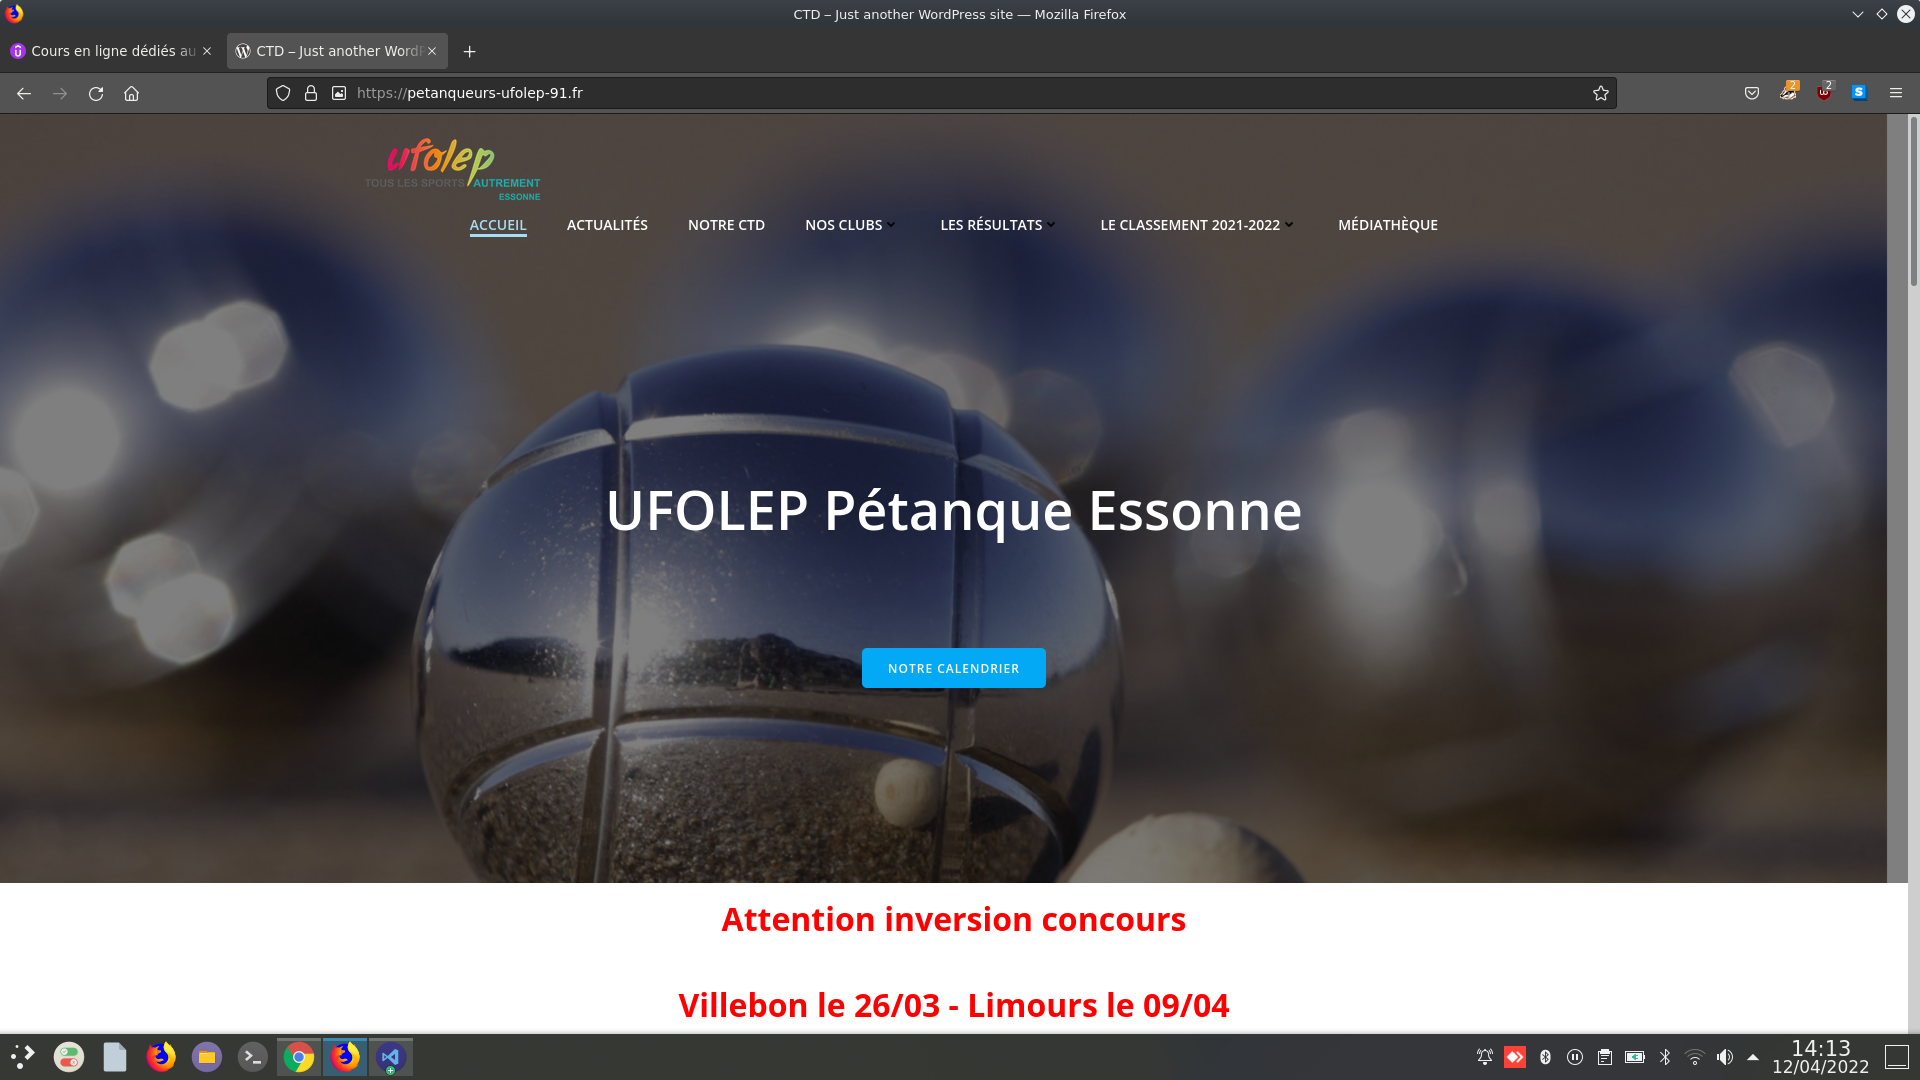 CTD – Just another WordPress site — Mozilla Firefox
Cours en ligne dédiés au
CTD – Just another WordP
https://petanqueurs-ufolep-91.fr
2
2
S
ufolep
TOUS LES SPORTS AUTREMENT
ESSONNE
ACCUEIL
ACTUALITÉS
NOTRE CTD
NOS CLUBS
LES RÉSULTATS
LE CLASSEMENT 2021-2022
MÉDIATHÈQUE
UFOLEP Pétanque Essonne
NOTRE CALENDRIER
Attention inversion concours
Villebon le 26/03 - Limours le 09/04
14:13
12/04/2022